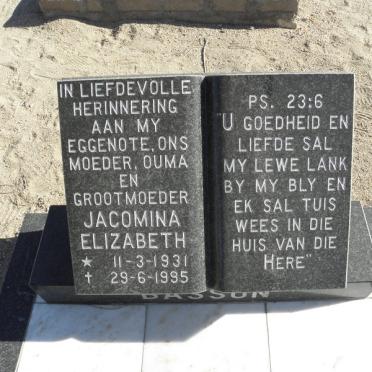 IN LIEFDEVOLLE
HERINNERING
AAN MY
EGGENOTE, ONS
MOEDER, OUMA
EN
GROOTMOEDER
JACOMINA
ELIZABETH
★ 11-3-1931
† 29-6-1995
PS. 23:6
"U GOEDHEID EN
LIEFDE SAL
MY LEWE LANK
BY MY BLY EN
EK SAL TUIS
WEES IN DIE
HUIS VAN DIE
HERE"
BASSON